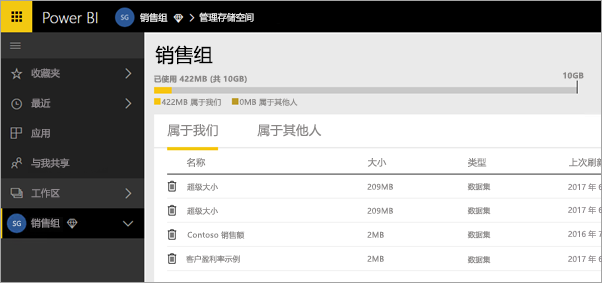 Power BI SG 销售组 > 管理存储空间
收藏夹
最近
应用
与我共享
工作区
SG 销售组
销售组
已使用 422MB (共 10GB) 10GB
422MB 属于我们 0MB 属于其他人
属于我们 属于其他人
名称 大小 类型 上次刷新
超级大小 209MB 数据集 2017 年 6
超级大小 209MB 数据集 2017 年 6
Contoso 销售额 2MB 数据集 2016 年 7
客户盈利率示例 2MB 数据集 2017 年 6